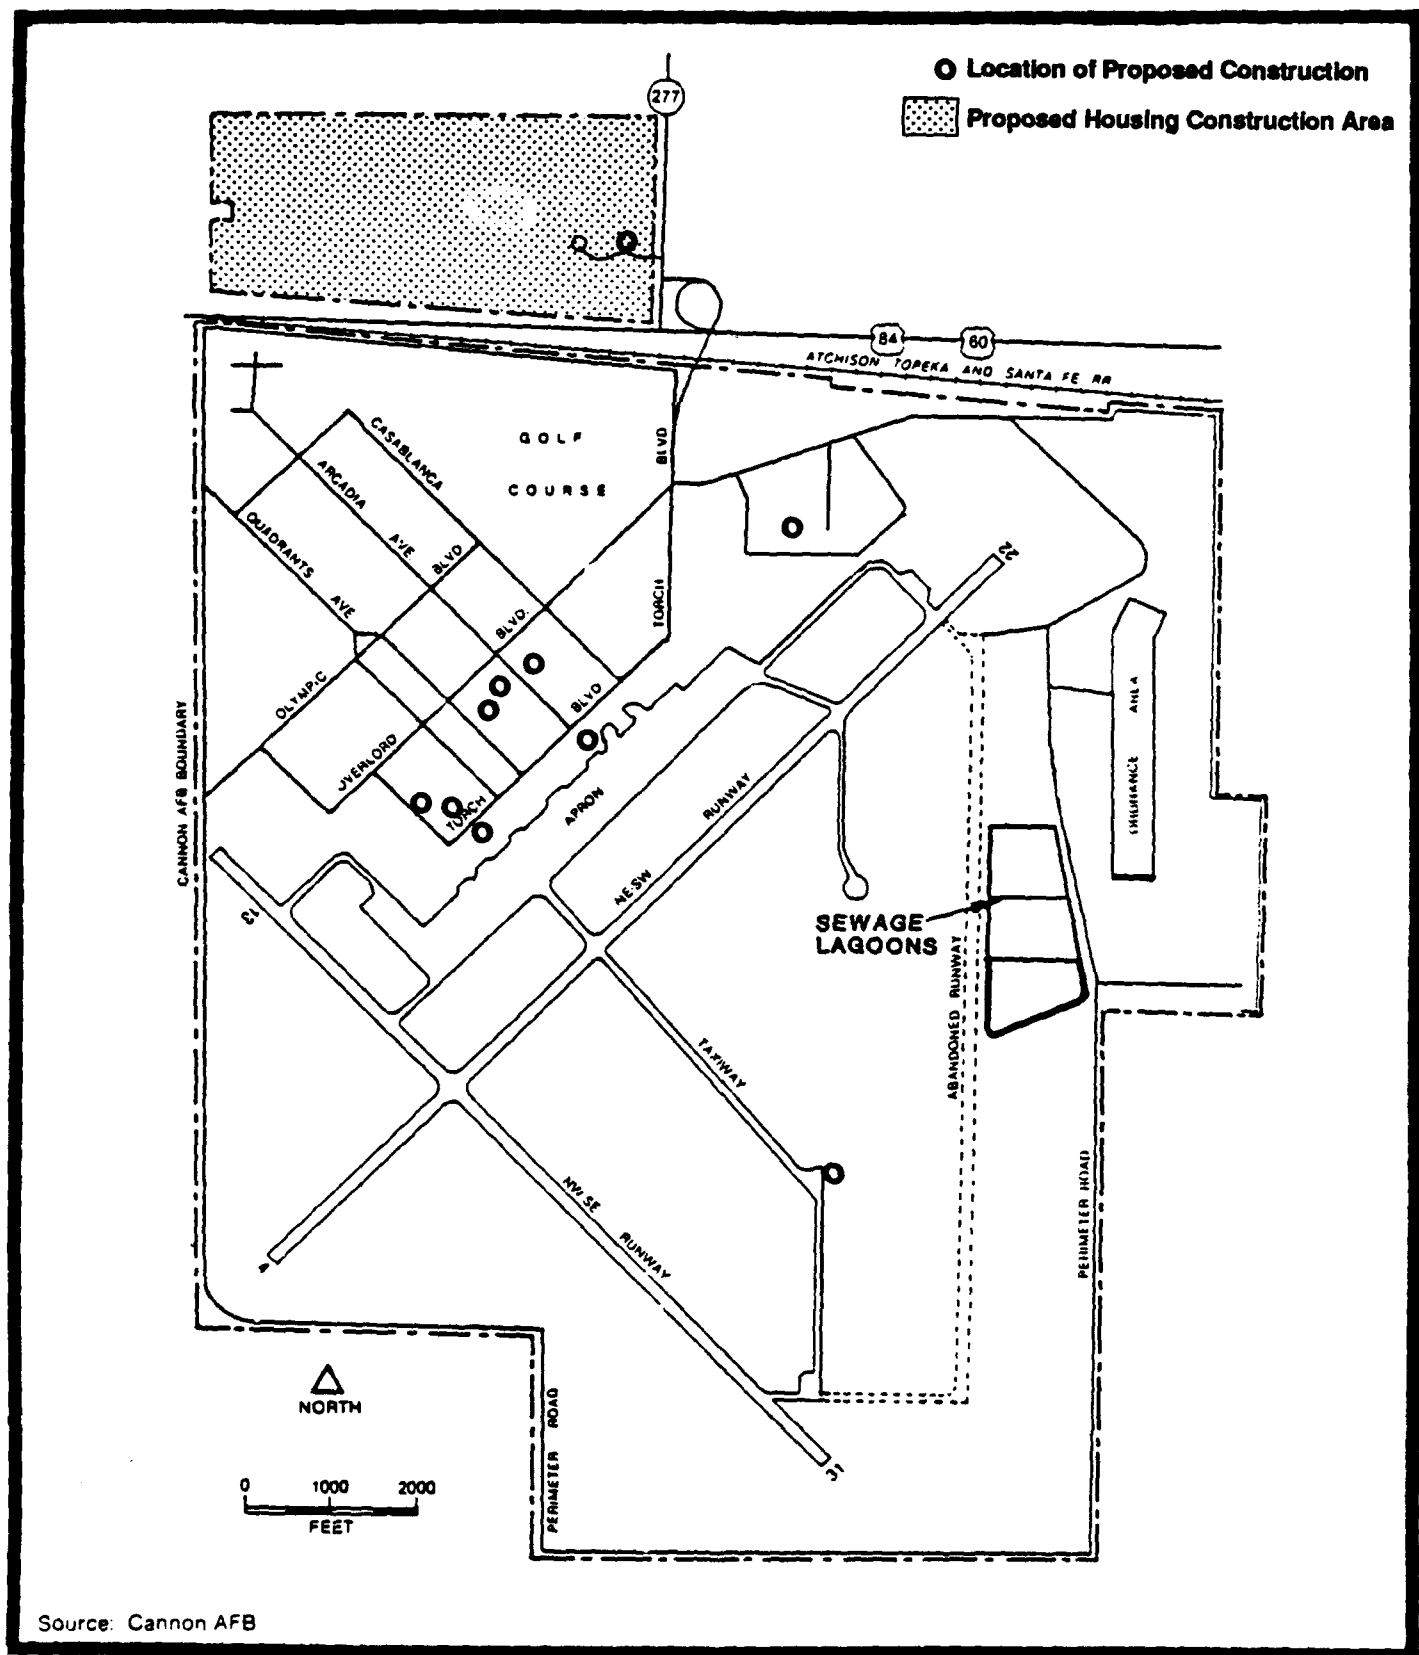 Location of Proposed Construction
277
Proposed Housing Construction Area
84
60
ATCHISON TOPEKA AND SANTA FE RR
CASABLANCA
GOLF
BLVD
COURSE
ARCADIA
AVE
BLVD
QUADRANTS
AVE
22
BLVD.
TORCH
OLYMPIC
BLVD
AREA
CANNON AFB BOUNDARY
OVERLORD
TORCH
APRON
RUNWAY
ORDNANCE
NE-SW
13
SEWAGE
LAGOONS
ABANDONED RUNWAY
TAXIWAY
NW-SE
RUNWAY
4
PERIMETER ROAD
NORTH
PERIMETER ROAD
31
0 1000 2000
FEET
Source: Cannon AFB